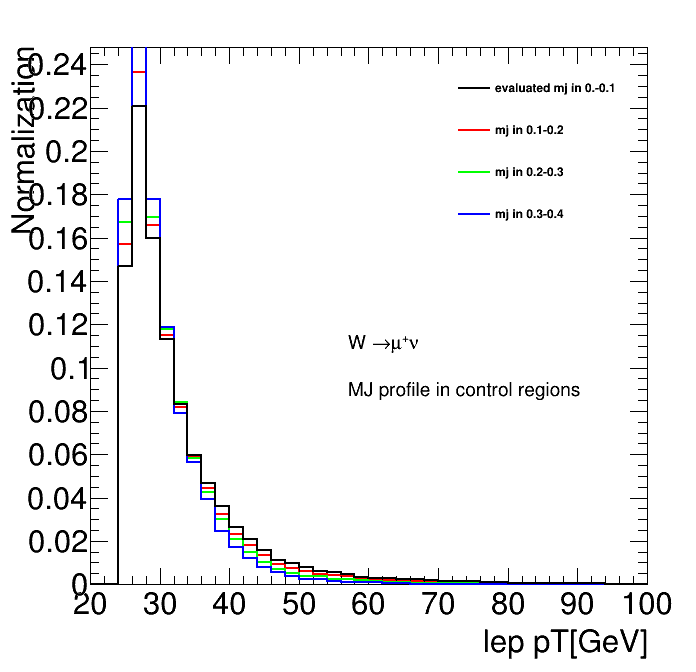 Normalization
0.24
0.22
0.2
0.18
0.16
0.14
0.12
0.1
0.08
0.06
0.04
0.02
0
evaluated mj in 0.-0.1
mj in 0.1-0.2
mj in 0.2-0.3
mj in 0.3-0.4
W →μ⁺ν
MJ profile in control regions
20 30 40 50 60 70 80 90 100
lep pT[GeV]